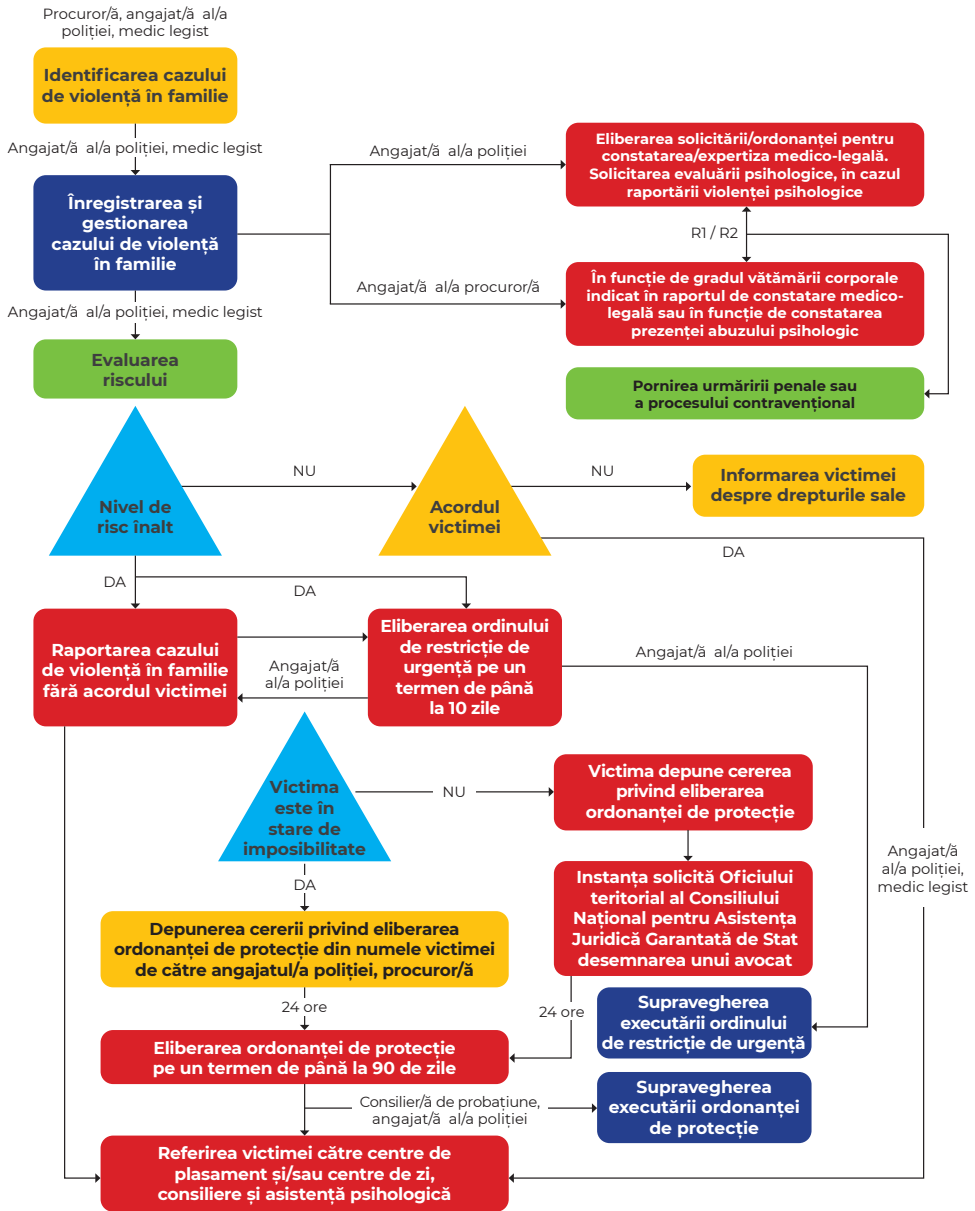 Procuror/ă, angajat/ă al/a
poliției, medic legist
Identificarea cazului
de violență în familie
Angajat/ă al/a poliției, medic legist
Înregistrarea și
gestionarea
cazului de violență
în familie
Angajat/ă al/a poliției
Eliberarea solicitării/ordonanței pentru
constatarea/expertiza medico-legală.
Solicitarea evaluării psihologice, în cazul
raportării violenței psihologice
R1 / R2
Angajat/ă al/a procuror/ă
În funcție de gradul vătămării corporale
indicat în raportul de constatare medico-
legală sau în funcție de constatarea
prezenței abuzului psihologic
Angajat/ă al/a poliției, medic legist
Evaluarea
riscului
Pornirea urmăririi penale sau
a procesului contravențional
NU
NU
Nivel de
risc înalt
Acordul
victimei
Informarea victimei
despre drepturile sale
DA
DA
DA
Raportarea cazului
de violență în familie
fără acordul victimei
Angajat/ă
al/a poliției
Eliberarea ordinului
de restricție de
urgență pe un
termen de până
la 10 zile
Angajat/ă al/a poliției
Victima
este în
stare de
imposibilitate
NU
Victima depune cererea
privind eliberarea
ordonanței de protecție
DA
Instanța solicită Oficiului
teritorial al Consiliului
Național pentru Asistența
Juridică Garantată de Stat
desemnarea unui avocat
Angajat/ă
al/a poliției,
medic legist
Depunerea cererii privind eliberarea
ordonanței de protecție din numele victimei
de către angajatul/a poliției, procuror/ă
24 ore
24 ore
Supravegherea
executării ordinului
de restricție de urgență
Eliberarea ordonanței de protecție
pe un termen de până la 90 de zile
Consilier/ă de probațiune,
angajat/ă al/a poliției
Supravegherea
executării ordonanței
de protecție
Referirea victimei către centre de
plasament și/sau centre de zi,
consiliere și asistență psihologică